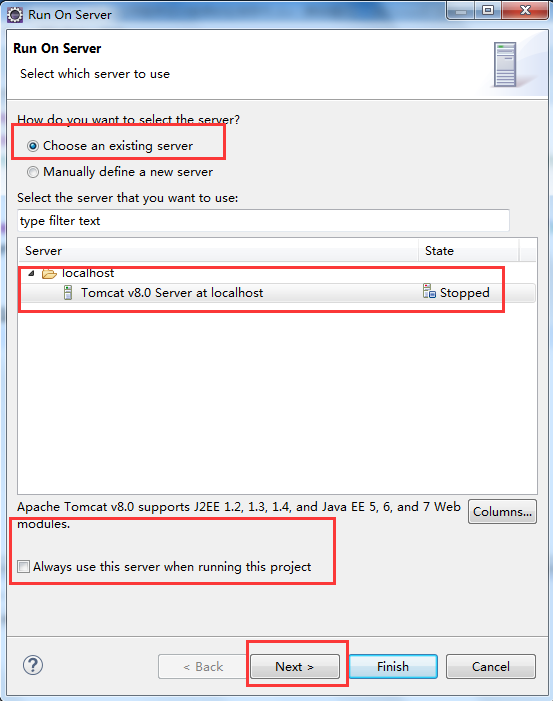 Run On Server
Run On Server
Select which server to use
How do you want to select the server?
Choose an existing server
Manually define a new server
Select the server that you want to use:
type filter text
Server State
localhost
Tomcat v8.0 Server at localhost Stopped
Apache Tomcat v8.0 supports J2EE 1.2, 1.3, 1.4, and Java EE 5, 6, and 7 Web
modules.
Columns...
Always use this server when running this project
? < Back Next > Finish Cancel